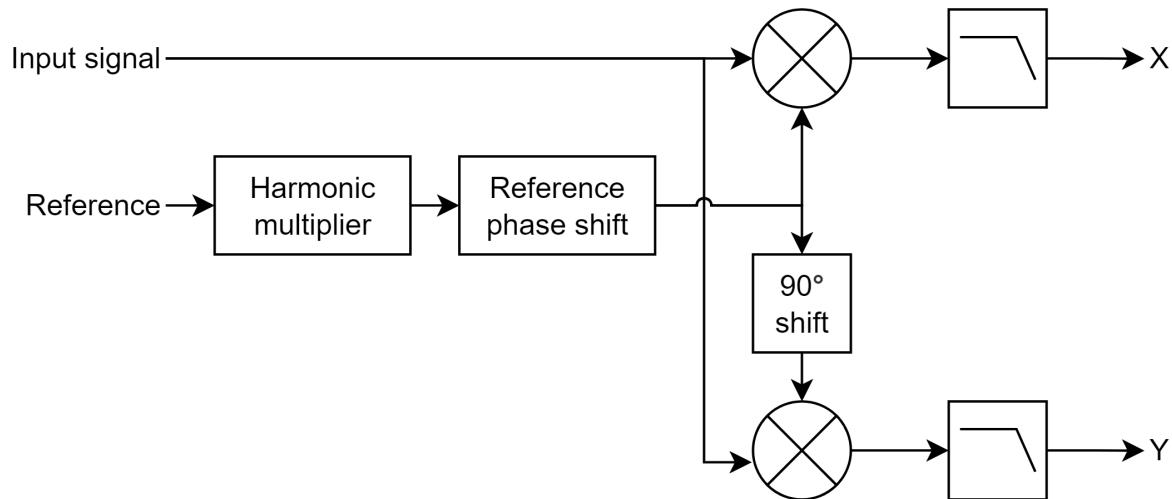 Input signal
X
Reference
Harmonic
multiplier
Reference
phase shift
90°
shift
Y